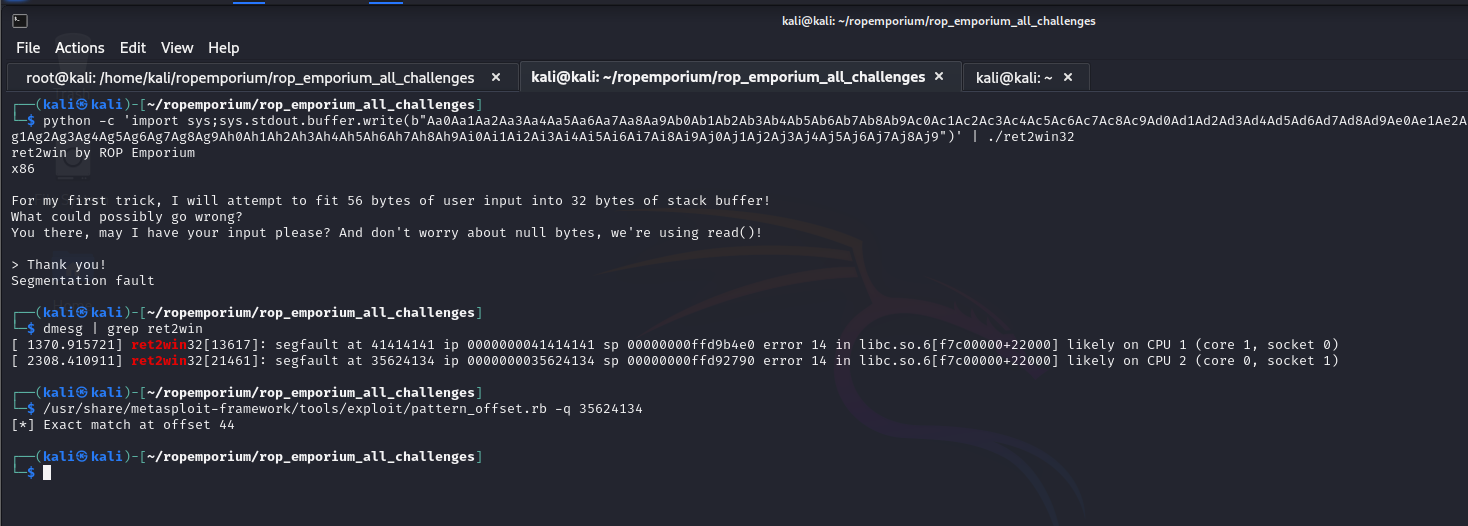 kali@kali: ~/ropemporium/rop_emporium_all_challenges
File Actions Edit View Help
root@kali: /home/kali/ropemporium/rop_emporium_all_challenges × kali@kali: ~/ropemporium/rop_emporium_all_challenges × kali@kali: ~ ×
┌──(kali㉿kali)-[~/ropemporium/rop_emporium_all_challenges]
└─$ python -c 'import sys;sys.stdout.buffer.write(b"Aa0Aa1Aa2Aa3Aa4Aa5Aa6Aa7Aa8Aa9Ab0Ab1Ab2Ab3Ab4Ab5Ab6Ab7Ab8Ab9Ac0Ac1Ac2Ac3Ac4Ac5Ac6Ac7Ac8Ac9Ad0Ad1Ad2Ad3Ad4Ad5Ad6Ad7Ad8Ad9Ae0Ae1Ae2A
g1Ag2Ag3Ag4Ag5Ag6Ag7Ag8Ag9Ah0Ah1Ah2Ah3Ah4Ah5Ah6Ah7Ah8Ah9Ai0Ai1Ai2Ai3Ai4Ai5Ai6Ai7Ai8Ai9Aj0Aj1Aj2Aj3Aj4Aj5Aj6Aj7Aj8Aj9")' | ./ret2win32
ret2win by ROP Emporium
x86
For my first trick, I will attempt to fit 56 bytes of user input into 32 bytes of stack buffer!
What could possibly go wrong?
You there, may I have your input please? And don't worry about null bytes, we're using read()!
> Thank you!
Segmentation fault
┌──(kali㉿kali)-[~/ropemporium/rop_emporium_all_challenges]
└─$ dmesg | grep ret2win
[ 1370.915721] ret2win32[13617]: segfault at 41414141 ip 0000000041414141 sp 00000000ffd9b4e0 error 14 in libc.so.6[f7c00000+22000] likely on CPU 1 (core 1, socket 0)
[ 2308.410911] ret2win32[21461]: segfault at 35624134 ip 0000000035624134 sp 00000000ffd92790 error 14 in libc.so.6[f7c00000+22000] likely on CPU 2 (core 0, socket 1)
┌──(kali㉿kali)-[~/ropemporium/rop_emporium_all_challenges]
└─$ /usr/share/metasploit-framework/tools/exploit/pattern_offset.rb -q 35624134
[*] Exact match at offset 44
┌──(kali㉿kali)-[~/ropemporium/rop_emporium_all_challenges]
└─$